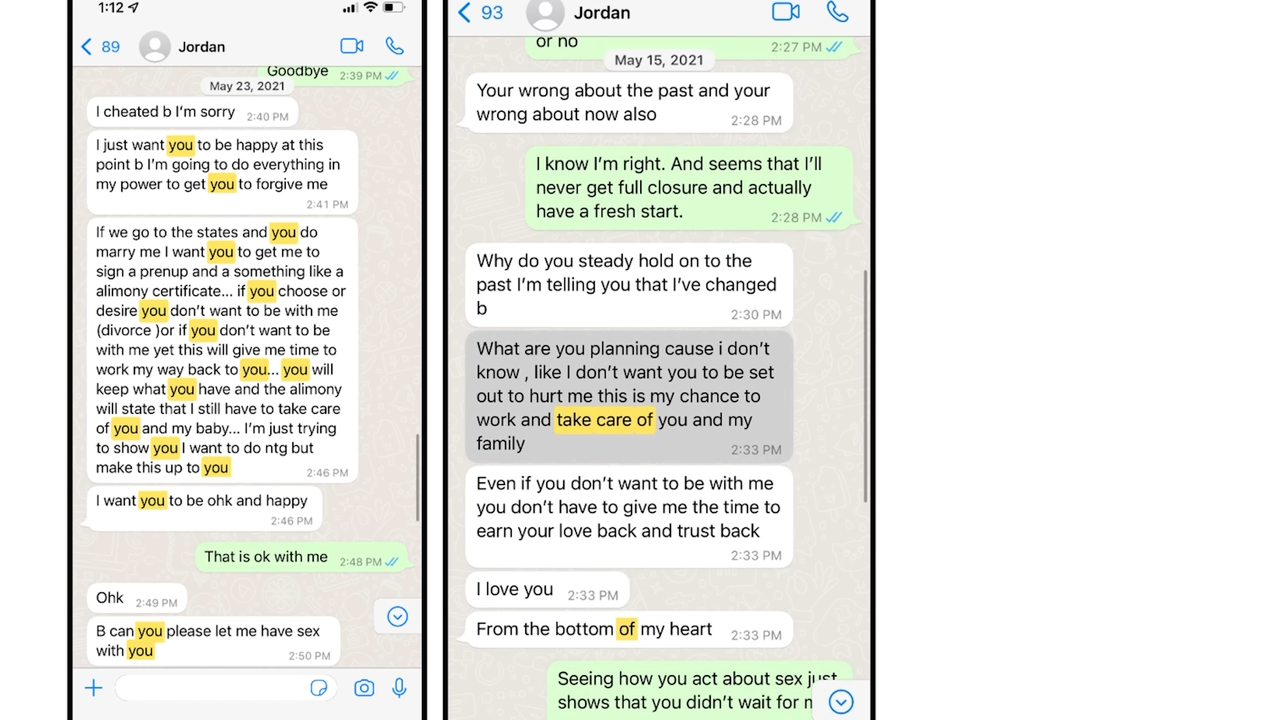 1:12
89
Jordan
Goodbye 2:39 PM
May 23, 2021
I cheated b I'm sorry 2:40 PM
I just want you to be happy at this
point b I'm going to do everything in
my power to get you to forgive me
2:41 PM
If we go to the states and you do
marry me I want you to get me to
sign a prenup and a something like a
alimony certificate... if you choose or
desire you don't want to be with me
(divorce )or if you don't want to be
with me yet this will give me time to
work my way back to you... you will
keep what you have and the alimony
will state that I still have to take care
of you and my baby... I'm just trying
to show you I want to do ntg but
make this up to you 2:46 PM
I want you to be ohk and happy
2:46 PM
That is ok with me 2:48 PM
Ohk 2:49 PM
B can you please let me have sex
with you 2:50 PM
93
Jordan
or no 2:27 PM
May 15, 2021
Your wrong about the past and your
wrong about now also 2:28 PM
I know I'm right. And seems that I'll
never get full closure and actually
have a fresh start. 2:28 PM
Why do you steady hold on to the
past I'm telling you that I've changed
b 2:30 PM
What are you planning cause i don't
know , like I don't want you to be set
out to hurt me this is my chance to
work and take care of you and my
family 2:33 PM
Even if you don't want to be with me
you don't have to give me the time to
earn your love back and trust back
2:33 PM
I love you 2:33 PM
From the bottom of my heart 2:33 PM
Seeing how you act about sex just
shows that you didn't wait for